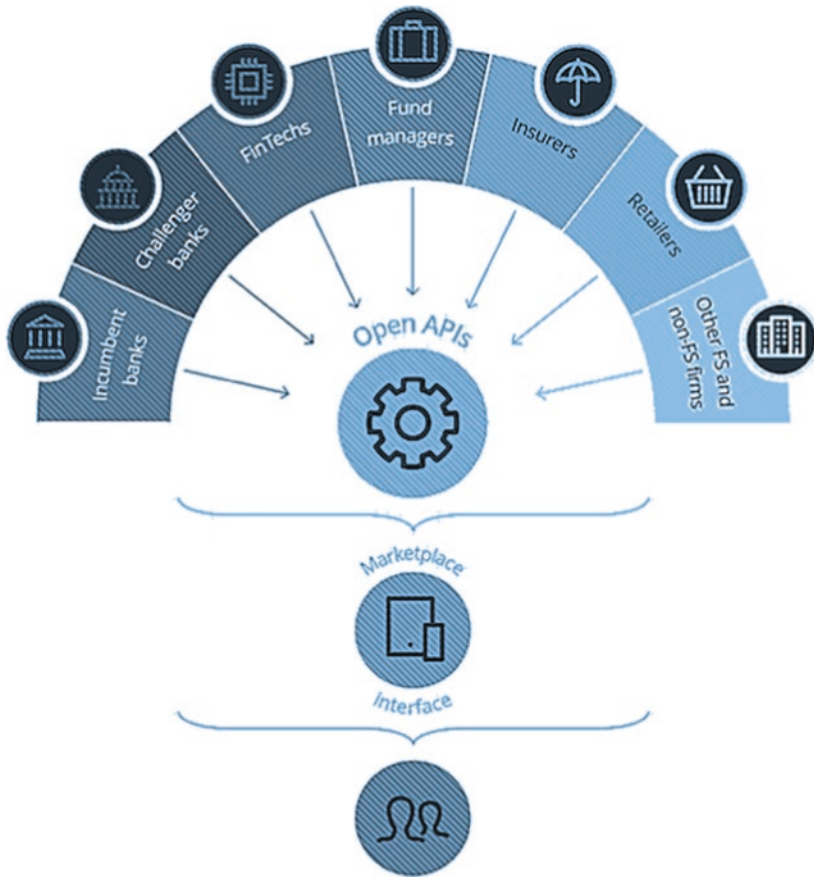 Incumbent
banks
Challenger
banks
FinTechs
Fund
managers
Insurers
Retailers
Other FS and
non-FS firms
Open APIs
Marketplace
Interface